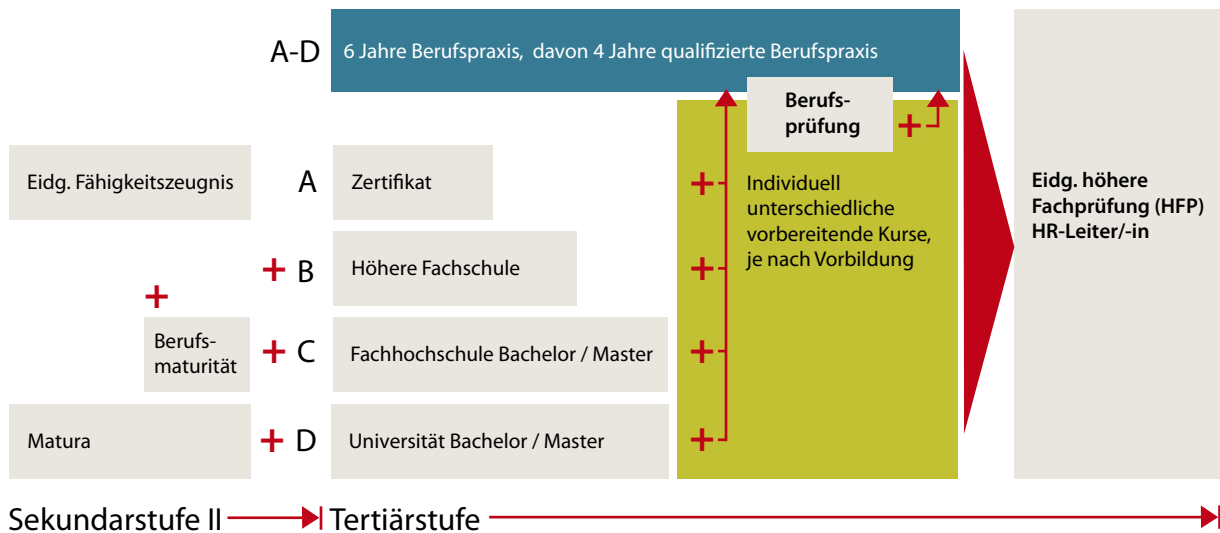 A-D
6 Jahre Berufspraxis, davon 4 Jahre qualifizierte Berufspraxis
Berufs-
prüfung
Eidg. Fähigkeitszeugnis
A
Zertifikat
Individuell
unterschiedliche
vorbereitende Kurse,
je nach Vorbildung
Eidg. höhere
Fachprüfung (HFP)
HR-Leiter/-in
B
Höhere Fachschule
Berufs-
maturität
C
Fachhochschule Bachelor / Master
Matura
D
Universität Bachelor / Master
Sekundarstufe II
Tertiärstufe